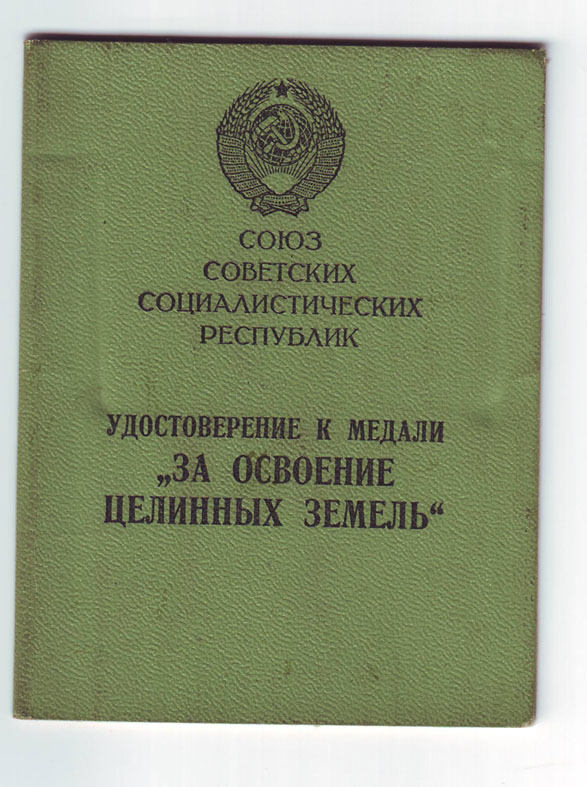 СОЮЗ
СОВЕТСКИХ
СОЦИАЛИСТИЧЕСКИХ
РЕСПУБЛИК
УДОСТОВЕРЕНИЕ К МЕДАЛИ
„ЗА ОСВОЕНИЕ
ЦЕЛИННЫХ ЗЕМЕЛЬ“